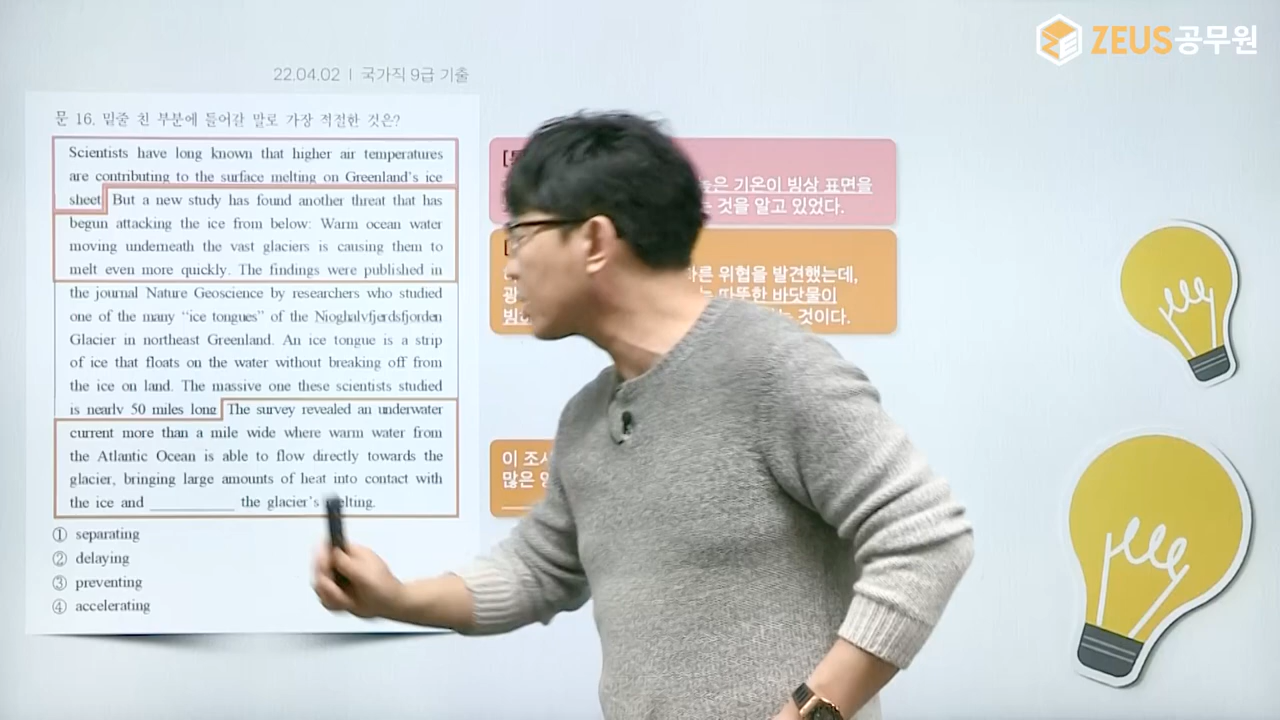 ZEUS공무원
22.04.02 | 국가직 9급 기출
문 16. 밑줄 친 부분에 들어갈 말로 가장 적절한 것은?
Scientists have long known that higher air temperatures
are contributing to the surface melting on Greenland's ice
sheet. But a new study has found another threat that has
begun attacking the ice from below: Warm ocean water
moving underneath the vast glaciers is causing them to
melt even more quickly. The findings were published in
the journal Nature Geoscience by researchers who studied
one of the many “ice tongues” of the Nioghalvfjerdsfjorden
Glacier in northeast Greenland. An ice tongue is a strip
of ice that floats on the water without breaking off from
the ice on land. The massive one these scientists studied
is nearly 50 miles long. The survey revealed an underwater
current more than a mile wide where warm water from
the Atlantic Ocean is able to flow directly towards the
glacier, bringing large amounts of heat into contact with
the ice and ____________ the glacier's melting.
① separating
② delaying
③ preventing
④ accelerating
기온이 빙상 표면을
것을 알고 있었다.
위협을 발견했는데,
따뜻한 바닷물이
것이다.
이
많은